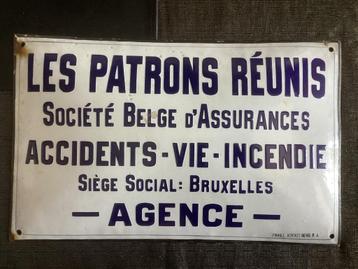 LES PATRONS RÉUNIS
SOCIÉTÉ BELGE D'ASSURANCES
ACCIDENTS-VIE-INCENDIE
SIÈGE SOCIAL: BRUXELLES
— AGENCE —